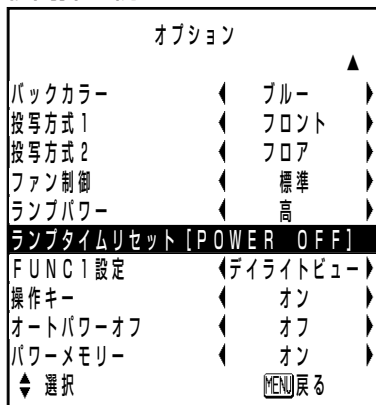 オプション
▲
バックカラー ブルー
投写方式1 フロント
投写方式2 フロア
ファン制御 標準
ランプパワー 高
ランプタイムリセット[POWER OFF]
FUNC1設定 デイライトビュー
操作キー オン
オートパワーオフ オフ
パワーメモリー オン
選択 MENU戻る